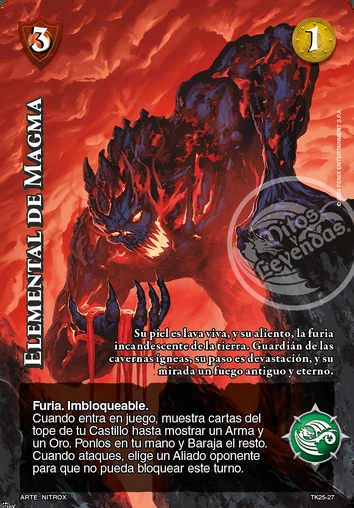 3
1
ELEMENTAL DE MAGMA
Mitos
y
Leyendas.
Su piel es lava viva, y su aliento, la furia
incandescente de la tierra. Guardián de las
cavernas ígneas, su paso es devastación, y su
mirada un fuego antiguo y eterno.
Furia. Imbloqueable.
Cuando entra en juego, muestra cartas del
tope de tu Castillo hasta mostrar un Arma y
un Oro. Ponlos en tu mano y Baraja el resto.
Cuando ataques, elige un Aliado oponente
para que no pueda bloquear este turno.
ARTE: NITROX
TK25-27